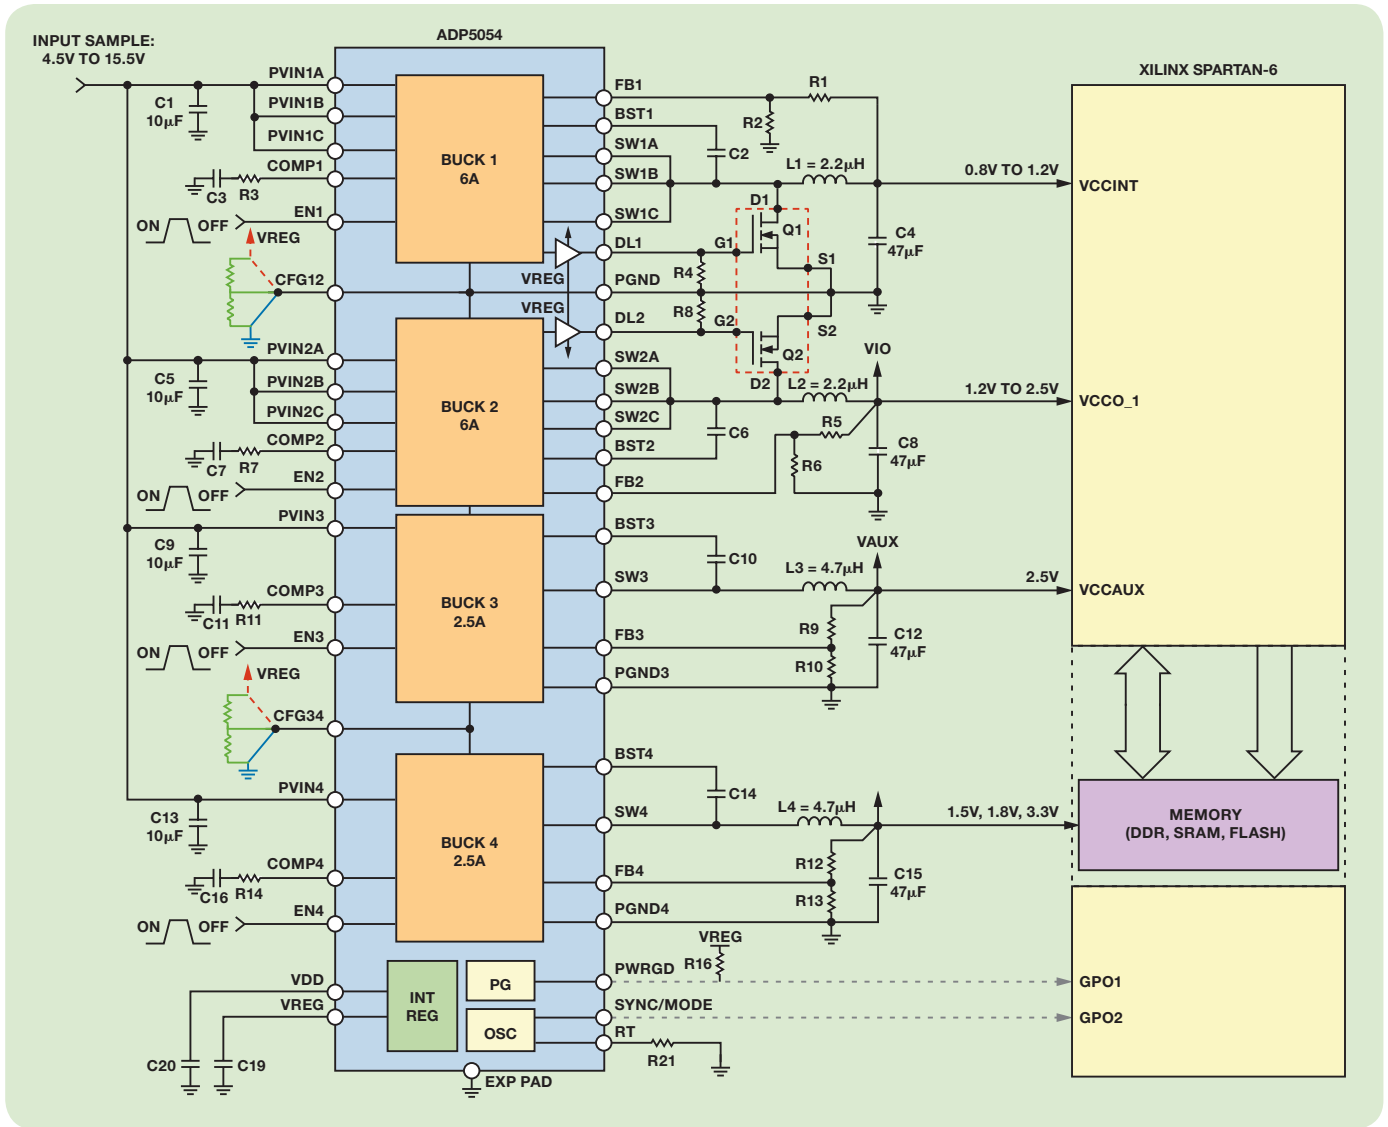 INPUT SAMPLE:
4.5V TO 15.5V
ADP5054
XILINX SPARTAN-6
PVIN1A
C1
10µF
PVIN1B
PVIN1C
COMP1
C3
R3
EN1
ON
OFF
VREG
CFG12
BUCK 1
6A
FB1
BST1
SW1A
SW1B
SW1C
DL1
VREG
PGND
VREG
DL2
R1
R2
C2
L1 = 2.2µH
0.8V TO 1.2V
VCCINT
D1
Q1
G1
S1
R4
R8
G2
S2
Q2
D2
C4
47µF
PVIN2A
C5
10µF
PVIN2B
PVIN2C
COMP2
C7
R7
EN2
ON
OFF
BUCK 2
6A
SW2A
SW2B
SW2C
BST2
FB2
C6
L2 = 2.2µH
VIO
1.2V TO 2.5V
VCCO_1
R5
R6
C8
47µF
PVIN3
C9
10µF
COMP3
C11
R11
EN3
ON
OFF
VREG
CFG34
BUCK 3
2.5A
BST3
SW3
FB3
PGND3
C10
L3 = 4.7µH
VAUX
2.5V
VCCAUX
R9
R10
C12
47µF
PVIN4
C13
10µF
COMP4
C16
R14
EN4
ON
OFF
BUCK 4
2.5A
BST4
SW4
FB4
PGND4
C14
L4 = 4.7µH
1.5V, 1.8V, 3.3V
MEMORY
(DDR, SRAM, FLASH)
R12
R13
C15
47µF
VDD
VREG
C20
C19
INT
REG
PG
OSC
PWRGD
VREG
R16
GPO1
SYNC/MODE
GPO2
RT
R21
EXP PAD